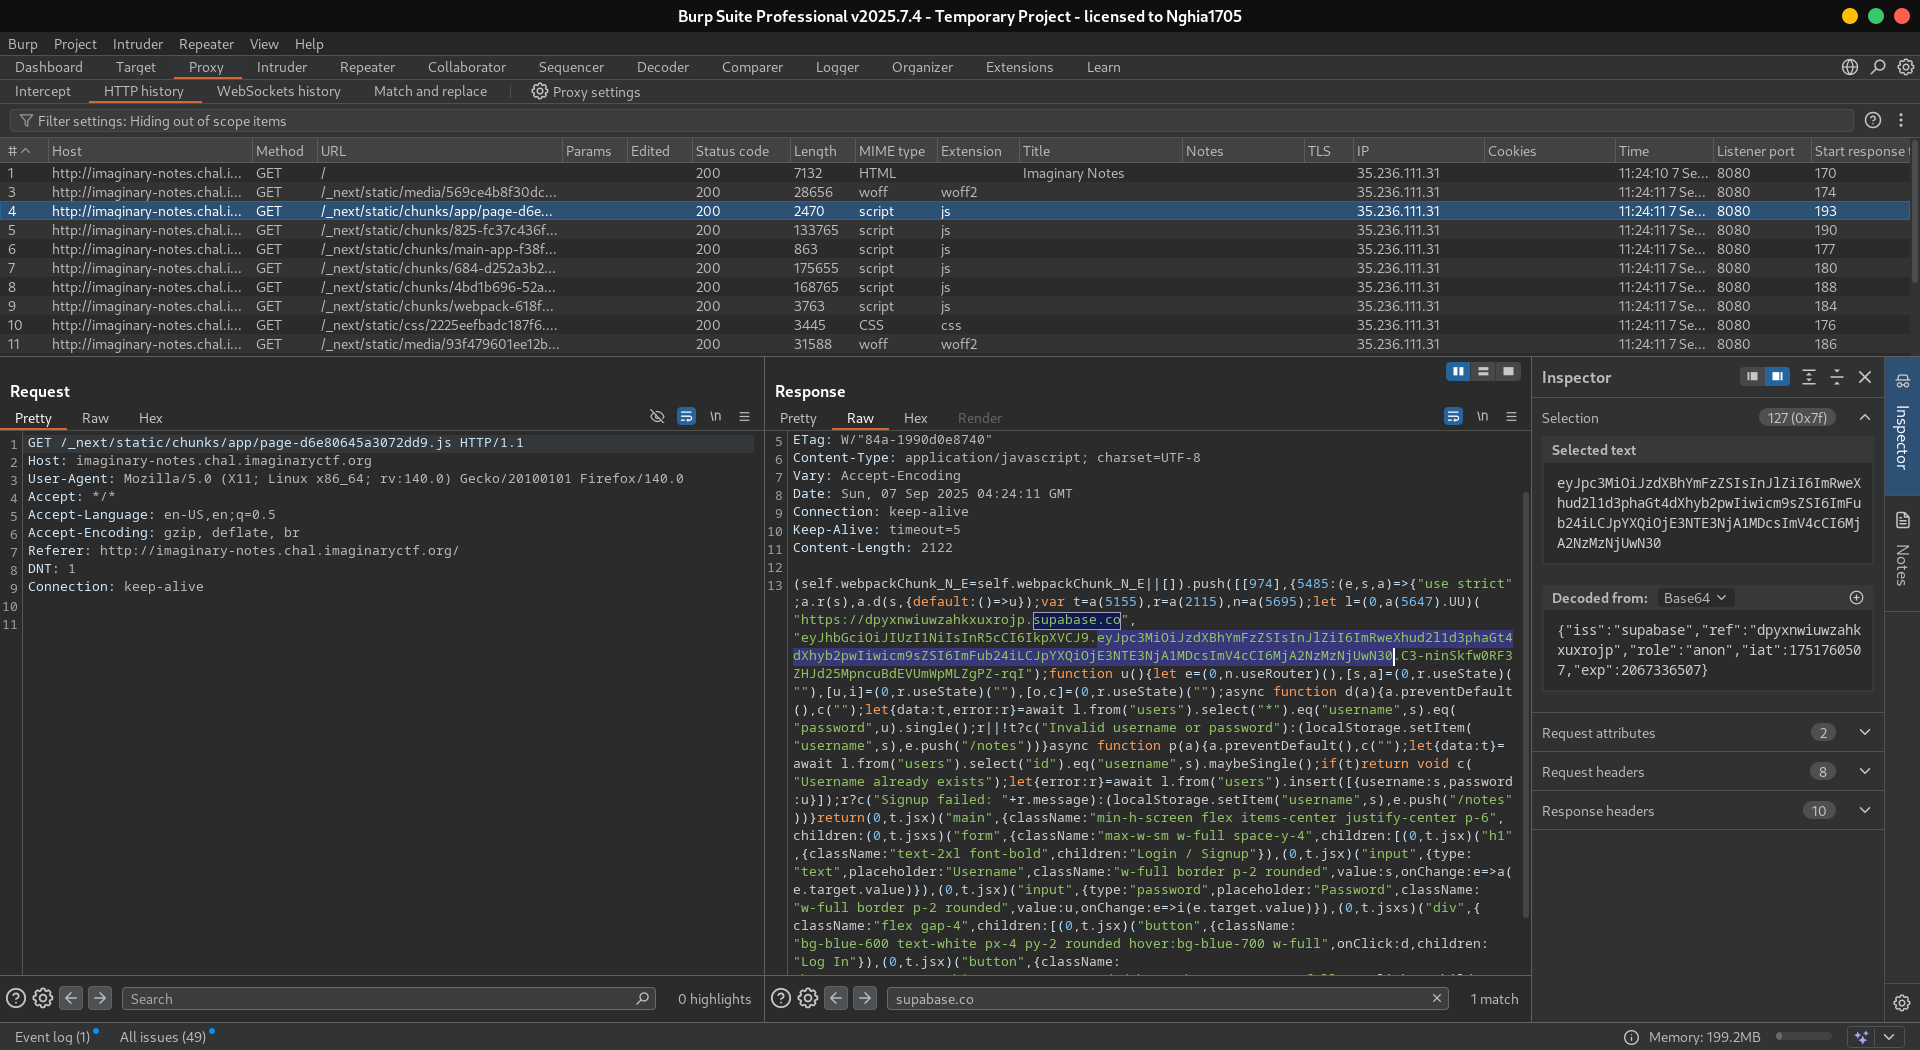 Burp Suite Professional v2025.7.4 - Temporary Project - licensed to Nghia1705
Burp Project Intruder Repeater View Help
Dashboard Target Proxy Intruder Repeater Collaborator Sequencer Decoder Comparer Logger Organizer Extensions Learn
Intercept HTTP history WebSockets history Match and replace Proxy settings
Filter settings: Hiding out of scope items
# Host Method URL Params Edited Status code Length MIME type Extension Title Notes TLS IP Cookies Time Listener port Start response
1 http://imaginary-notes.chal.i... GET / 200 7132 HTML Imaginary Notes 35.236.111.31 11:24:10 7 Se... 8080 170
3 http://imaginary-notes.chal.i... GET /_next/static/media/569ce4b8f30dc... 200 28656 woff woff2 35.236.111.31 11:24:11 7 Se... 8080 174
4 http://imaginary-notes.chal.i... GET /_next/static/chunks/app/page-d6e... 200 2470 script js 35.236.111.31 11:24:11 7 Se... 8080 193
5 http://imaginary-notes.chal.i... GET /_next/static/chunks/825-fc37c436f... 200 133765 script js 35.236.111.31 11:24:11 7 Se... 8080 190
6 http://imaginary-notes.chal.i... GET /_next/static/chunks/main-app-f38f... 200 863 script js 35.236.111.31 11:24:11 7 Se... 8080 177
7 http://imaginary-notes.chal.i... GET /_next/static/chunks/684-d252a3b2... 200 175655 script js 35.236.111.31 11:24:11 7 Se... 8080 180
8 http://imaginary-notes.chal.i... GET /_next/static/chunks/4bd1b696-52a... 200 168765 script js 35.236.111.31 11:24:11 7 Se... 8080 188
9 http://imaginary-notes.chal.i... GET /_next/static/chunks/webpack-618f... 200 3763 script js 35.236.111.31 11:24:11 7 Se... 8080 184
10 http://imaginary-notes.chal.i... GET /_next/static/css/2225eefbadc187f6.... 200 3445 CSS css 35.236.111.31 11:24:11 7 Se... 8080 176
11 http://imaginary-notes.chal.i... GET /_next/static/media/93f479601ee12b... 200 31588 woff woff2 35.236.111.31 11:24:11 7 Se... 8080 186
Request
Pretty Raw Hex \n
1 GET /_next/static/chunks/app/page-d6e80645a3072dd9.js HTTP/1.1
2 Host: imaginary-notes.chal.imaginaryctf.org
3 User-Agent: Mozilla/5.0 (X11; Linux x86_64; rv:140.0) Gecko/20100101 Firefox/140.0
4 Accept: */*
5 Accept-Language: en-US,en;q=0.5
6 Accept-Encoding: gzip, deflate, br
7 Referer: http://imaginary-notes.chal.imaginaryctf.org/
8 DNT: 1
9 Connection: keep-alive
10
11
Search 0 highlights
Response
Pretty Raw Hex Render \n
5 ETag: W/"84a-1990d0e8740"
6 Content-Type: application/javascript; charset=UTF-8
7 Vary: Accept-Encoding
8 Date: Sun, 07 Sep 2025 04:24:11 GMT
9 Connection: keep-alive
10 Keep-Alive: timeout=5
11 Content-Length: 2122
12
13 (self.webpackChunk_N_E=self.webpackChunk_N_E||[]).push([[974],{5485:(e,s,a)=>{"use strict"
;a.r(s),a.d(s,{default:()=>u});var t=a(5155),r=a(2115),n=a(5695);let l=(0,a(5647).UU)(
"https://dpyxnwiuwzahkxuxrojp.supabase.co",
"eyJhbGciOiJIUzI1NiIsInR5cCI6IkpXVCJ9.eyJpc3MiOiJzdXBhYmFzZSIsInJlZiI6ImRweXhud2l1d3phaGt4
dXhyb2pwIiwicm9sZSI6ImFub24iLCJpYXQiOjE3NTE3NjA1MDcsImV4cCI6MjA2NzMzNjUwN30.C3-ninSkfw0RF3
ZHJd25MpncuBdEVUmWpMLZgPZ-rqI");function u(){let e=(0,n.useRouter)(),[s,a]=(0,r.useState)(
""),[u,i]=(0,r.useState)(""),[o,c]=(0,r.useState)("");async function d(a){a.preventDefault
(),c("");let{data:t,error:r}=await l.from("users").select("*").eq("username",s).eq(
"password",u).single();r||!t?c("Invalid username or password"):(localStorage.setItem(
"username",s),e.push("/notes"))}async function p(a){a.preventDefault(),c("");let{data:t}=
await l.from("users").select("id").eq("username",s).maybeSingle();if(t)return void c(
"Username already exists");let{error:r}=await l.from("users").insert([{username:s,password
:u}]);r?c("Signup failed: "+r.message):(localStorage.setItem("username",s),e.push("/notes"
))}return(0,t.jsx)("main",{className:"min-h-screen flex items-center justify-center p-6",
children:(0,t.jsxs)("form",{className:"max-w-sm w-full space-y-4",children:[(0,t.jsx)("h1"
,{className:"text-2xl font-bold",children:"Login / Signup"}),(0,t.jsx)("input",{type:
"text",placeholder:"Username",className:"w-full border p-2 rounded",value:s,onChange:e=>a(
e.target.value)}),(0,t.jsx)("input",{type:"password",placeholder:"Password",className:
"w-full border p-2 rounded",value:u,onChange:e=>i(e.target.value)}),(0,t.jsxs)("div",{
className:"flex gap-4",children:[(0,t.jsx)("button",{className:
"bg-blue-600 text-white px-4 py-2 rounded hover:bg-blue-700 w-full",onClick:d,children:
"Log In"}),(0,t.jsx)("button",{className:
supabase.co 1 match
Inspector
Selection 127 (0x7f)
Selected text
eyJpc3MiOiJzdXBhYmFzZSIsInJlZiI6ImRweX
hud2l1d3phaGt4dXhyb2pwIiwicm9sZSI6ImFu
b24iLCJpYXQiOjE3NTE3NjA1MDcsImV4cCI6Mj
A2NzMzNjUwN30
Decoded from: Base64
{"iss":"supabase","ref":"dpyxnwiuwzahk
xuxrojp","role":"anon","iat":175176050
7,"exp":2067336507}
Request attributes 2
Request headers 8
Response headers 10
Inspector
Notes
Event log (1) All issues (49) Memory: 199.2MB